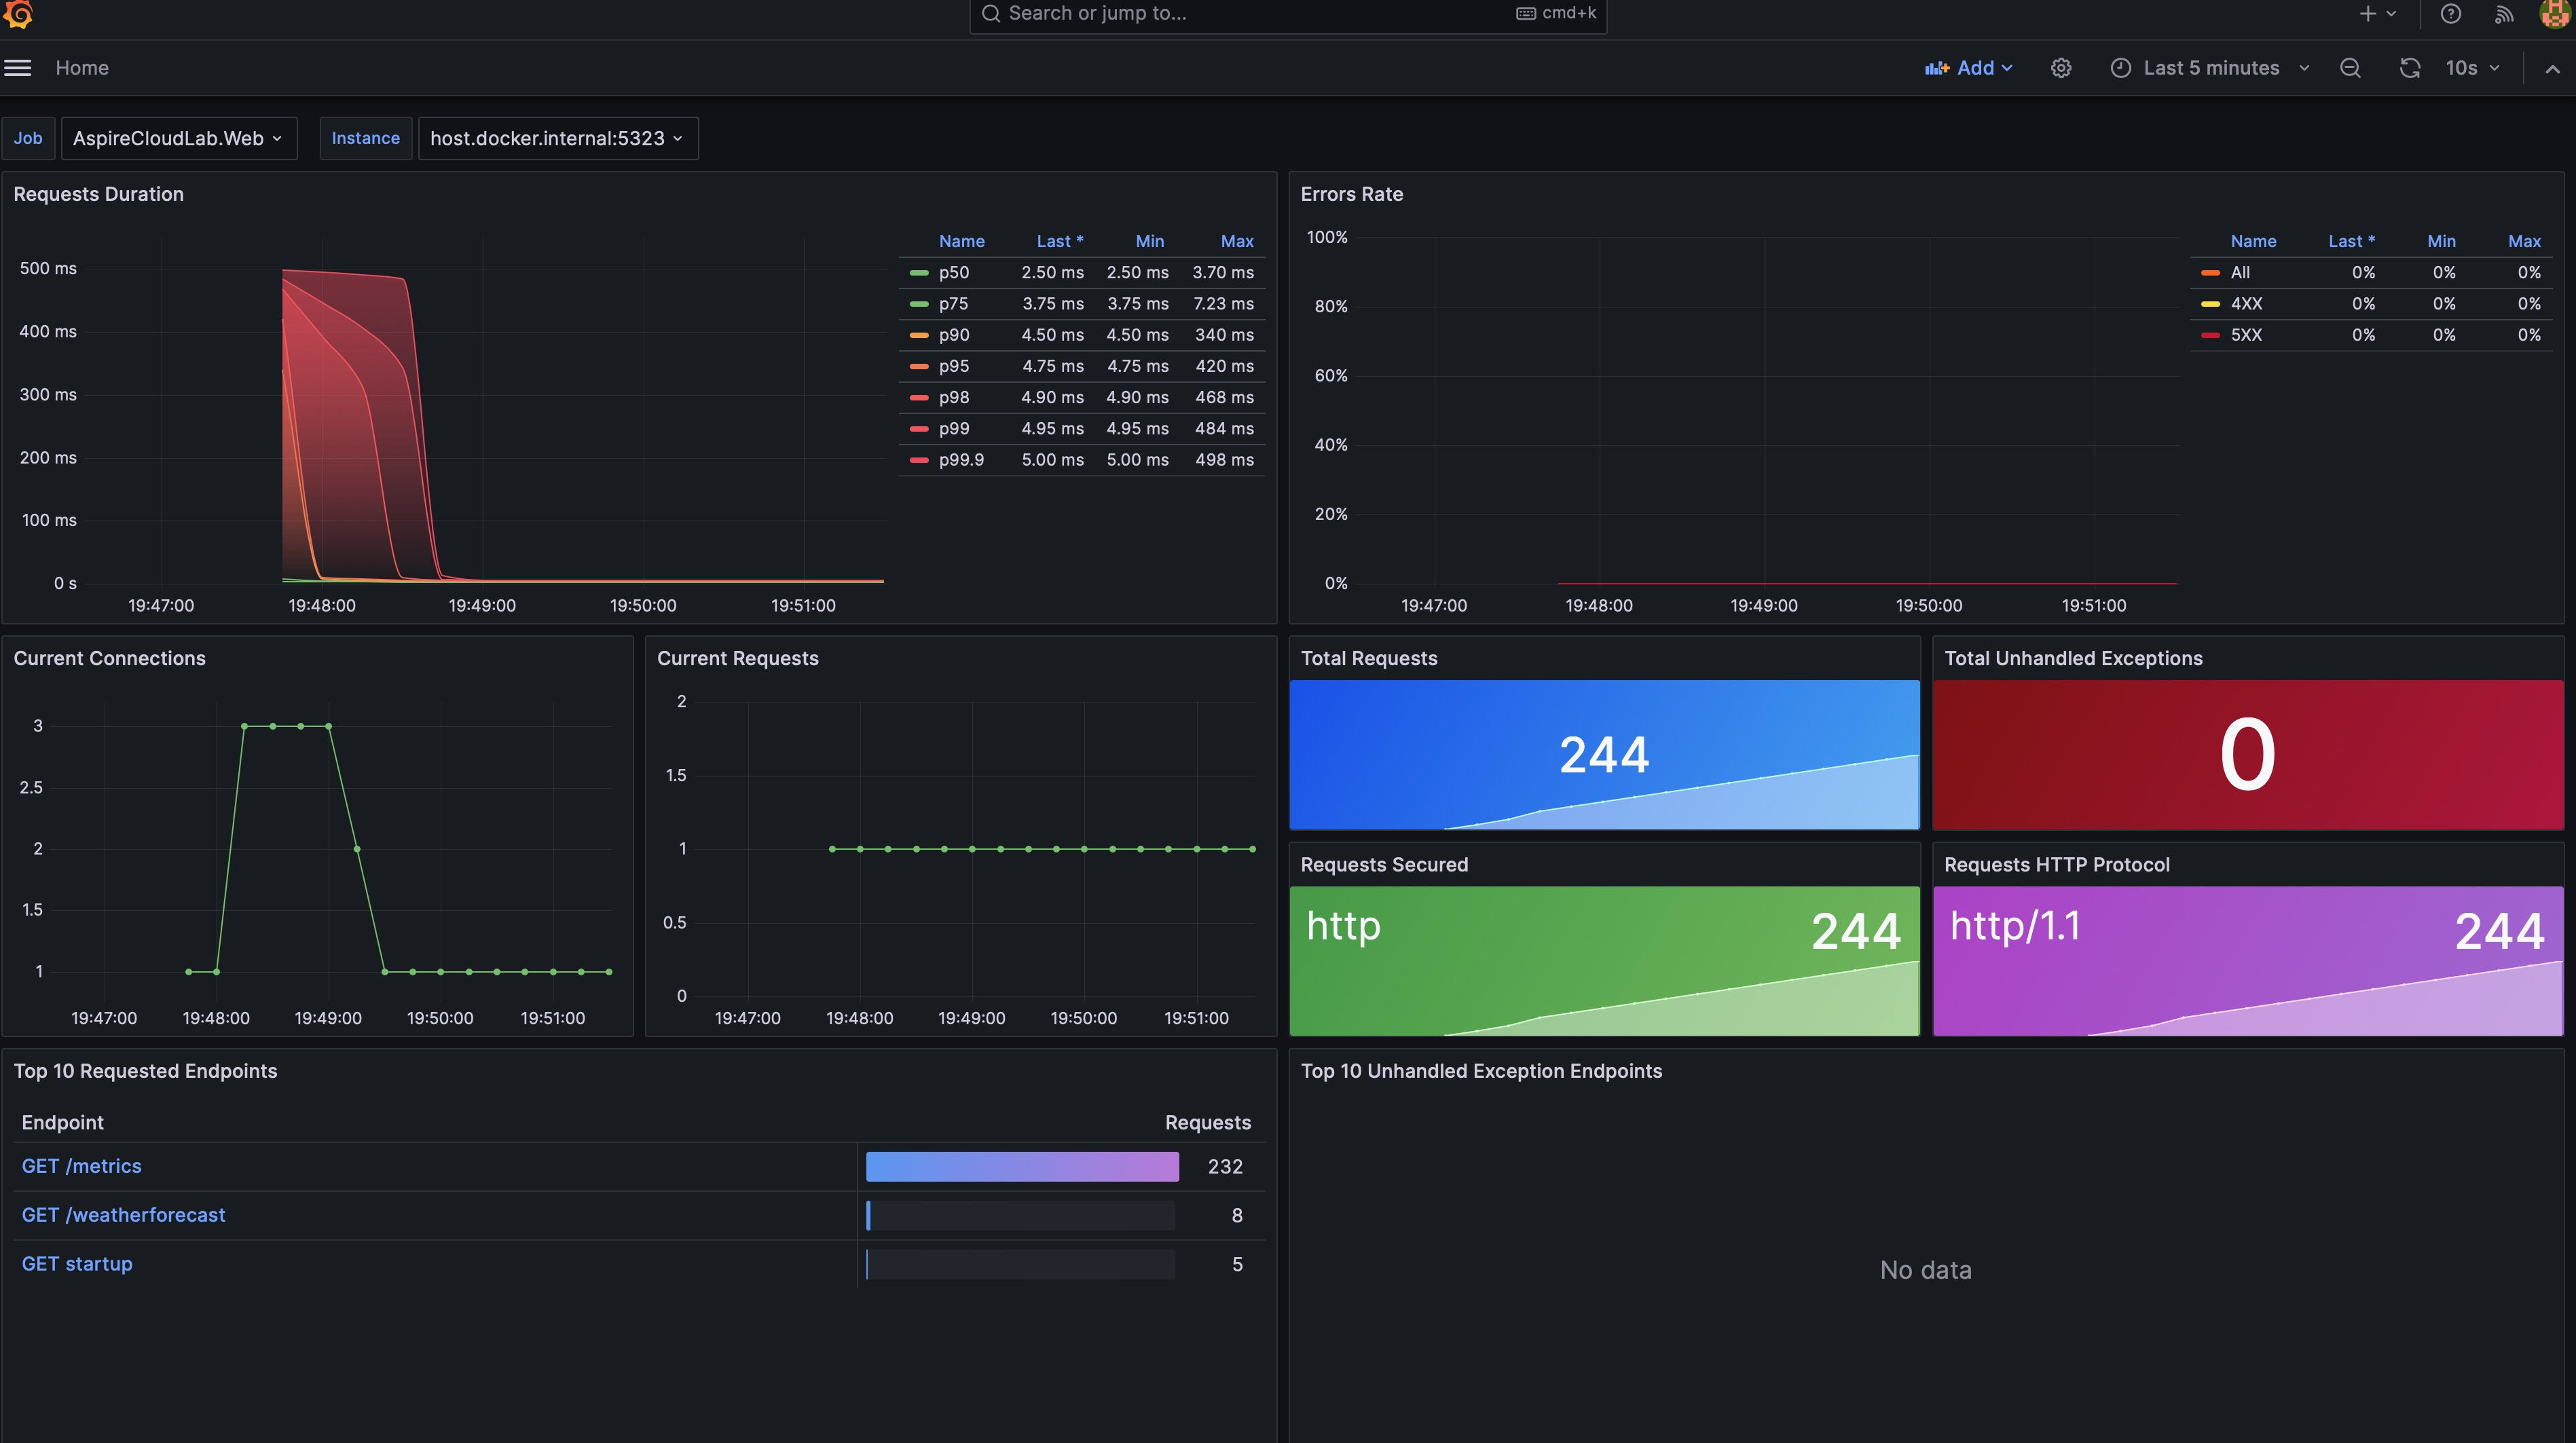 Search or jump to... cmd+k
Home Add Last 5 minutes 10s
Job AspireCloudLab.Web Instance host.docker.internal:5323
Requests Duration
500 ms
400 ms
300 ms
200 ms
100 ms
0 s
19:47:00 19:48:00 19:49:00 19:50:00 19:51:00
Name Last * Min Max
p50 2.50 ms 2.50 ms 3.70 ms
p75 3.75 ms 3.75 ms 7.23 ms
p90 4.50 ms 4.50 ms 340 ms
p95 4.75 ms 4.75 ms 420 ms
p98 4.90 ms 4.90 ms 468 ms
p99 4.95 ms 4.95 ms 484 ms
p99.9 5.00 ms 5.00 ms 498 ms
Errors Rate
100%
80%
60%
40%
20%
0%
19:47:00 19:48:00 19:49:00 19:50:00 19:51:00
Name Last * Min Max
All 0% 0% 0%
4XX 0% 0% 0%
5XX 0% 0% 0%
Current Connections
3
2.5
2
1.5
1
19:47:00 19:48:00 19:49:00 19:50:00 19:51:00
Current Requests
2
1.5
1
0.5
0
19:47:00 19:48:00 19:49:00 19:50:00 19:51:00
Total Requests
244
Total Unhandled Exceptions
0
Requests Secured
http 244
Requests HTTP Protocol
http/1.1 244
Top 10 Requested Endpoints
Endpoint Requests
GET /metrics 232
GET /weatherforecast 8
GET startup 5
Top 10 Unhandled Exception Endpoints
No data